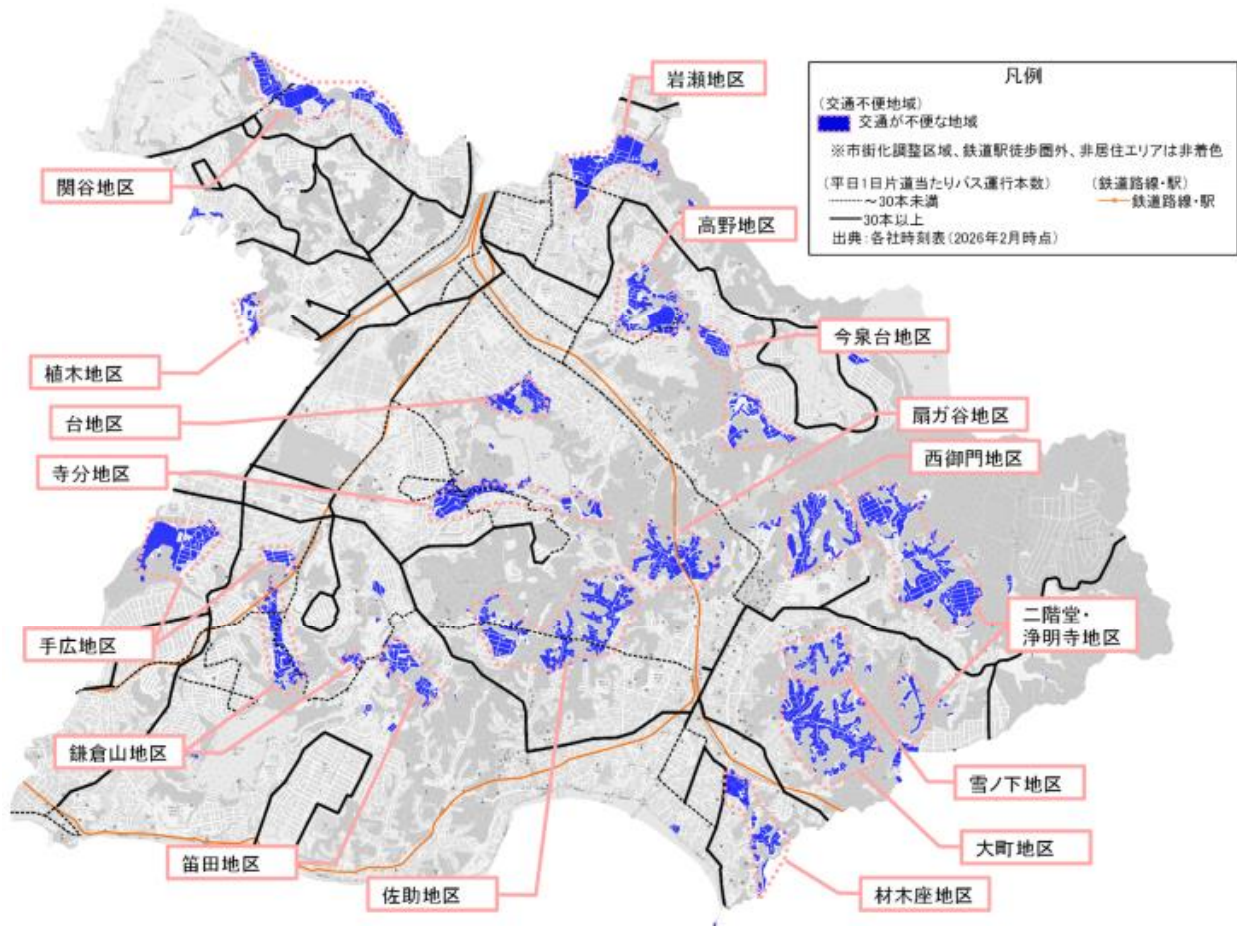 岩瀬地区
凡例
(交通不便地域)
交通が不便な地域
※市街化調整区域、鉄道駅徒歩圏外、非居住エリアは非着色
(平日1日片道当たりバス運行本数)
(鉄道路線・駅)
～30本未満
鉄道路線・駅
30本以上
出典:各社時刻表(2026年2月時点)
関谷地区
高野地区
今泉台地区
植木地区
扇ガ谷地区
台地区
西御門地区
寺分地区
二階堂・
浄明寺地区
手広地区
鎌倉山地区
雪ノ下地区
大町地区
笛田地区
佐助地区
材木座地区